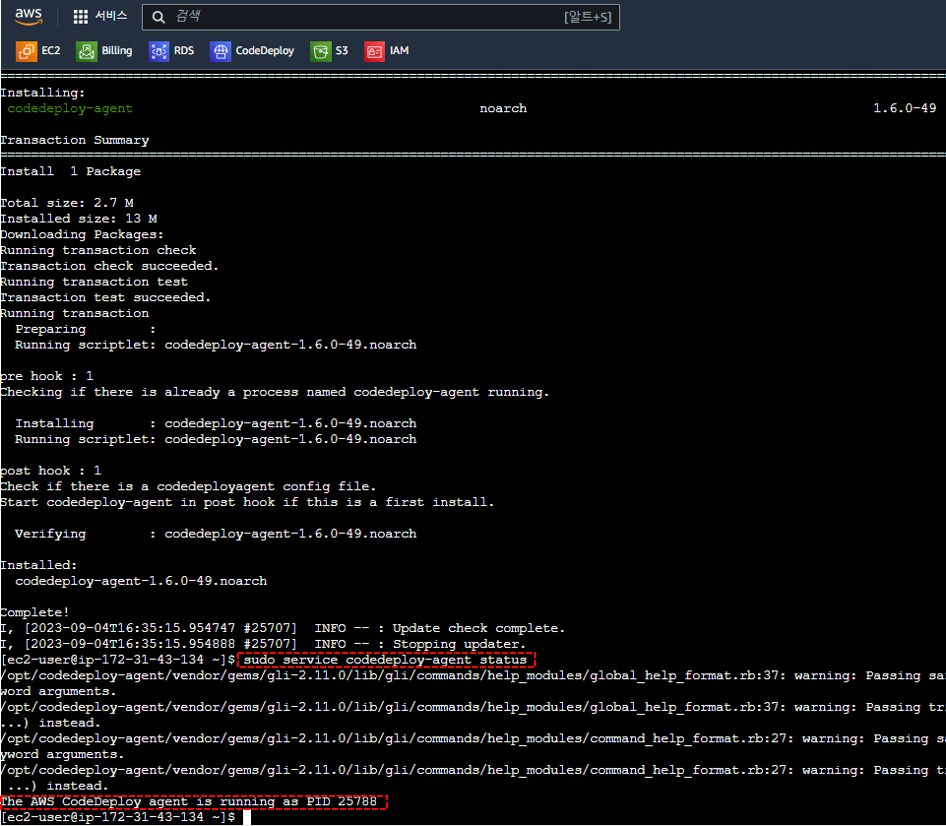 aws
서비스
검색
[알트+S]
EC2 Billing RDS CodeDeploy S3 IAM
Installing:
codedeploy-agent noarch 1.6.0-49
Transaction Summary
Install  1 Package
Total size: 2.7 M
Installed size: 13 M
Downloading Packages:
Running transaction check
Transaction check succeeded.
Running transaction test
Transaction test succeeded.
Running transaction
Preparing :
Running scriptlet: codedeploy-agent-1.6.0-49.noarch
pre hook : 1
Checking if there is already a process named codedeploy-agent running.
Installing : codedeploy-agent-1.6.0-49.noarch
Running scriptlet: codedeploy-agent-1.6.0-49.noarch
post hook : 1
Check if there is a codedeployagent config file.
Start codedeploy-agent in post hook if this is a first install.
Verifying : codedeploy-agent-1.6.0-49.noarch
Installed:
codedeploy-agent-1.6.0-49.noarch
Complete!
I, [2023-09-04T16:35:15.954747 #25707]  INFO -- : Update check complete.
I, [2023-09-04T16:35:15.954888 #25707]  INFO -- : Stopping updater.
[ec2-user@ip-172-31-43-134 ~]$ sudo service codedeploy-agent status
/opt/codedeploy-agent/vendor/gems/gli-2.11.0/lib/gli/commands/help_modules/global_help_format.rb:37: warning: Passing sa
word arguments.
/opt/codedeploy-agent/vendor/gems/gli-2.11.0/lib/gli/commands/help_modules/global_help_format.rb:37: warning: Passing tr
...) instead.
/opt/codedeploy-agent/vendor/gems/gli-2.11.0/lib/gli/commands/help_modules/command_help_format.rb:27: warning: Passing s
yword arguments.
/opt/codedeploy-agent/vendor/gems/gli-2.11.0/lib/gli/commands/help_modules/command_help_format.rb:27: warning: Passing t
...) instead.
The AWS CodeDeploy agent is running as PID 25788
[ec2-user@ip-172-31-43-134 ~]$